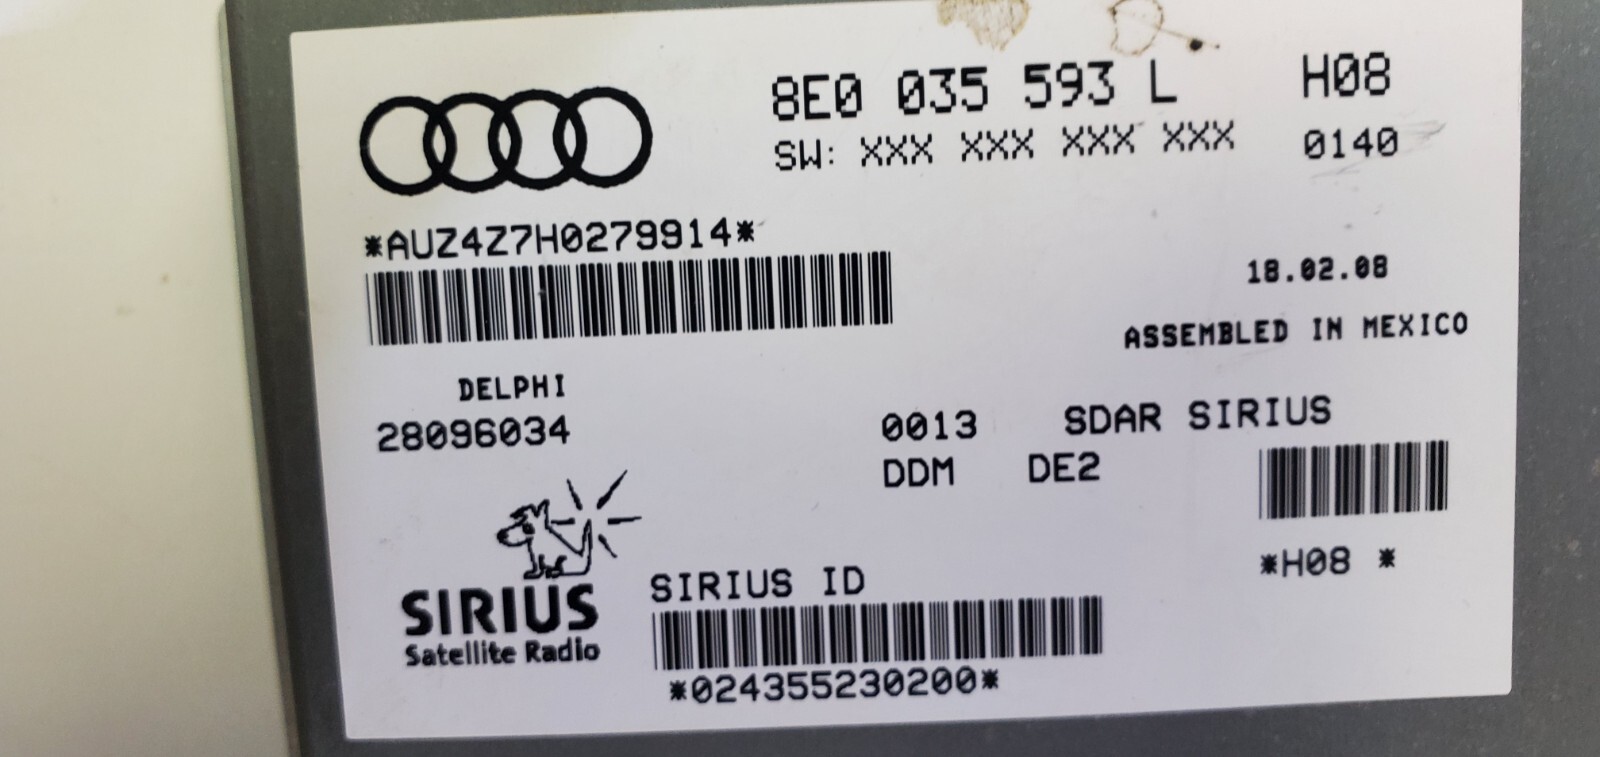 8E0 035 593 L H08
SW: XXX XXX XXX XXX 0140
*AUZ4Z7H0279914*
18.02.08
ASSEMBLED IN MEXICO
DELPHI
28096034
0013 SDAR SIRIUS
DDM DE2
*H08 *
SIRIUS
Satellite Radio
SIRIUS ID
*024355230200*